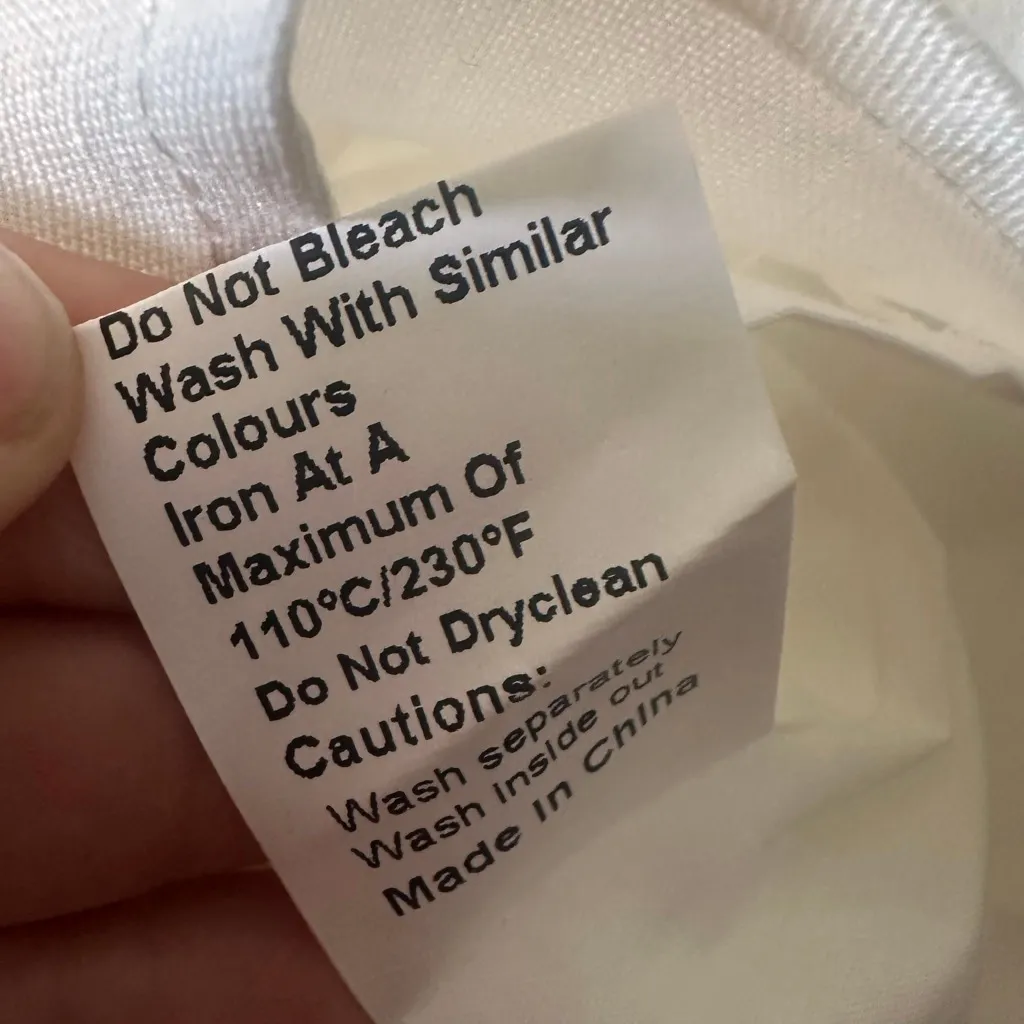 Do Not Bleach
Wash With Similar
Colours
Iron At A
Maximum Of
110°C/230°F
Do Not Dryclean
Cautions:
Wash separately
Wash inside out
Made In China